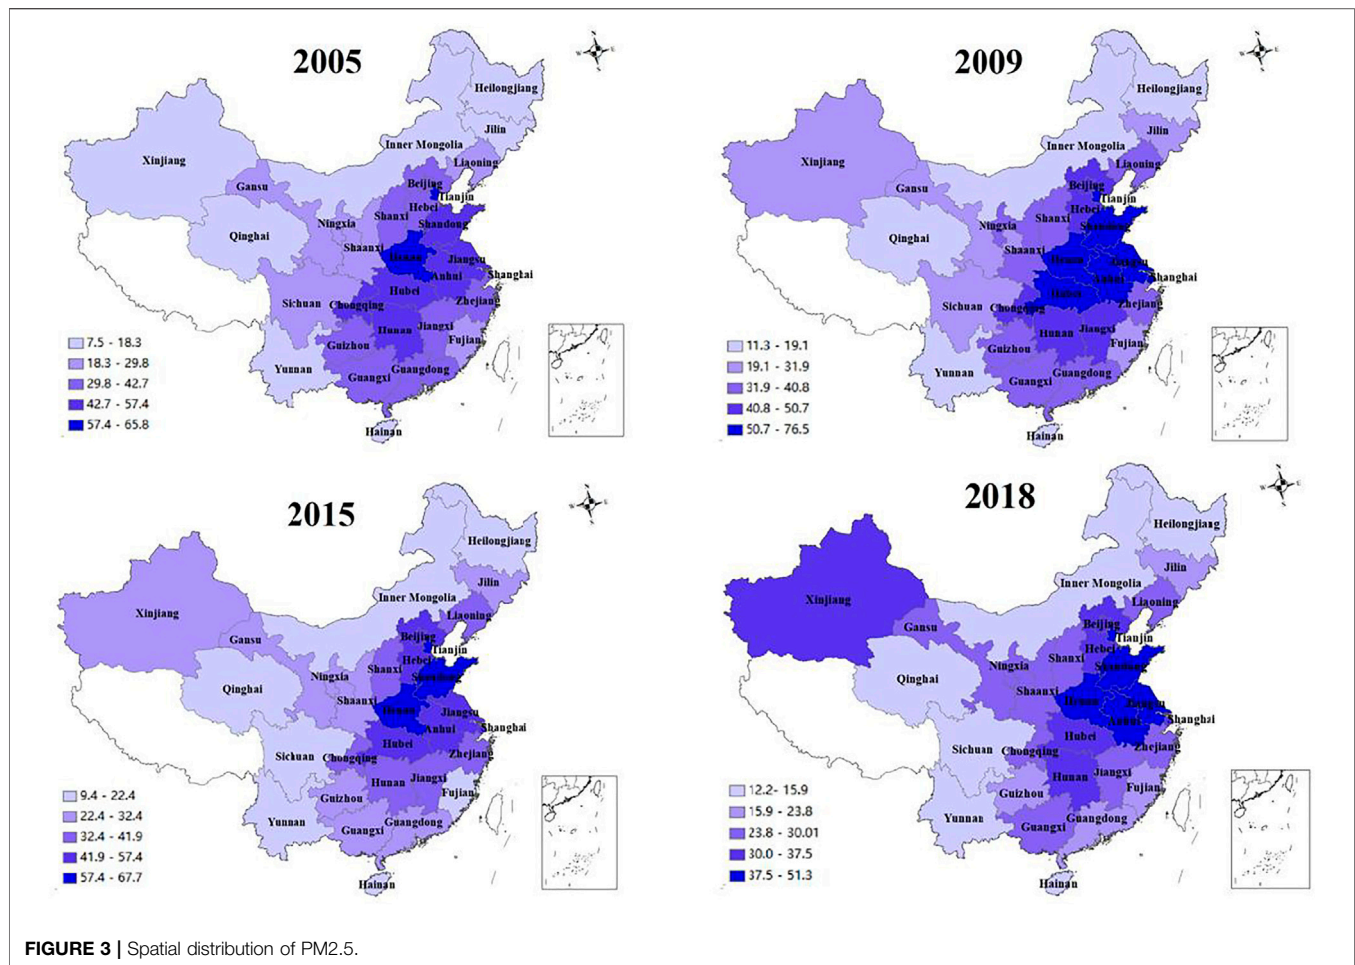 2005
N
W E
S
Heilongjiang
Jilin
Inner Mongolia
Liaoning
Xinjiang
Gansu
Beijing
Tianjin
Hebei
Shanxi
Ningxia
Shandong
Qinghai
Shaanxi
Henan
Jiangsu
Anhui
Shanghai
Sichuan
Hubei
Chongqing
Zhejiang
Hunan
Jiangxi
Guizhou
Fujian
Yunnan
Guangxi
Guangdong
Hainan
7.5 - 18.3
18.3 - 29.8
29.8 - 42.7
42.7 - 57.4
57.4 - 65.8
2009
N
W E
S
Heilongjiang
Jilin
Inner Mongolia
Liaouing
Xinjiang
Gansu
Beijing
Tianjin
Hebei
Shanxi
Ningxia
Shandong
Qinghai
Shaanxi
Henan
Jiangsu
Anhui
Shanghai
Sichuan
Hubei
Chongqing
Zhejiang
Hunan
Jiangxi
Guizhou
Fujian
Yunnan
Guangxi
Guangdong
Hainan
11.3 - 19.1
19.1 - 31.9
31.9 - 40.8
40.8 - 50.7
50.7 - 76.5
2015
N
W E
S
Heilongjiang
Jilin
Inner Mongolia
Liaoning
Xinjiang
Gansu
Beijing
Tianjin
Hebei
Shanxi
Ningxia
Shandong
Qinghai
Shaanxi
Henan
Jiangsu
Anhui
Shanghai
Sichuan
Hubei
Chongqing
Zhejiang
Hunan
Jiangxi
Guizhou
Fujian
Yunnan
Guangxi
Guangdong
Hainan
9.4 - 22.4
22.4 - 32.4
32.4 - 41.9
41.9 - 57.4
57.4 - 67.7
2018
N
W E
S
Heilongjiang
Jilin
Inner Mongolia
Liaoning
Xinjiang
Gansu
Beijing
Tianjin
Hebei
Shanxi
Ningxia
Shandong
Qinghai
Shaanxi
Henan
Jiangsu
Anhui
Shanghai
Sichuan
Hubei
Chongqing
Zhejiang
Hunan
Jiangxi
Guizhou
Fujian
Yunnan
Guangxi
Guangdong
Hainan
12.2- 15.9
15.9 - 23.8
23.8 - 30.01
30.0 - 37.5
37.5 - 51.3
FIGURE 3 | Spatial distribution of PM2.5.